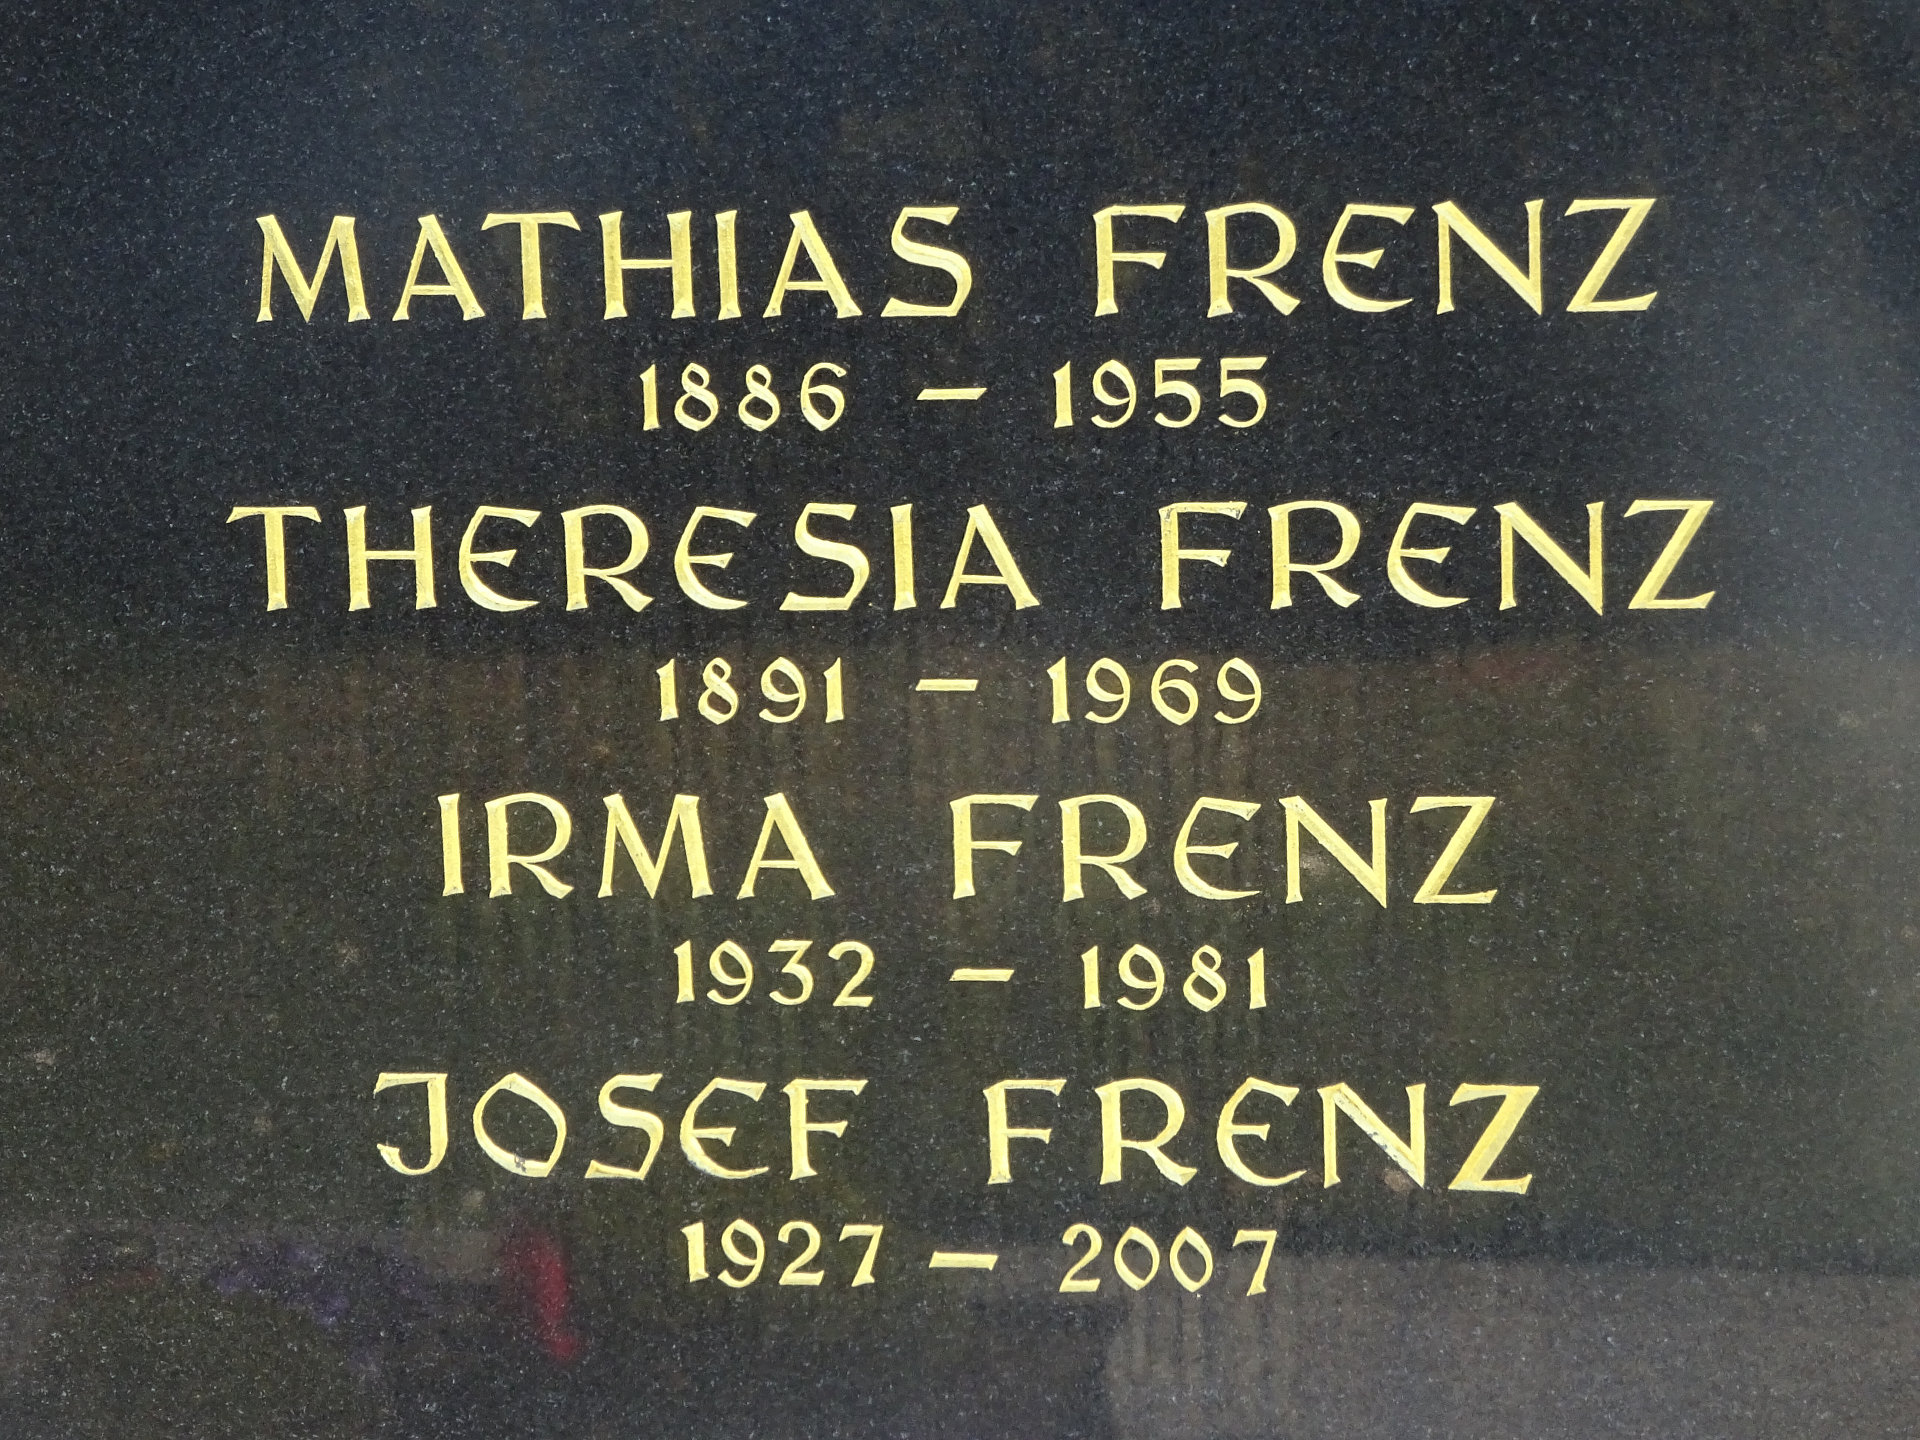 MATHIAS FRENZ
1886 – 1955
THERESIA FRENZ
1891 – 1969
IRMA FRENZ
1932 – 1981
JOSEF FRENZ
1927 – 2007